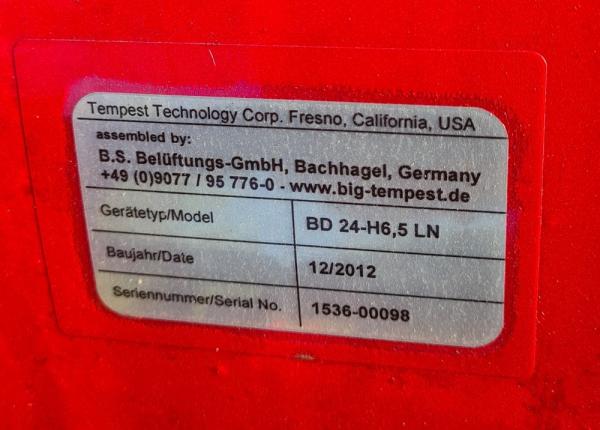 Tempest Technology Corp. Fresno, California, USA
assembled by:
B.S. Belüftungs-GmbH, Bachhagel, Germany
+49 (0)9077 / 95 776-0 - www.big-tempest.de
Gerätetyp/Model BD 24-H6,5 LN
Baujahr/Date 12/2012
Seriennummer/Serial No. 1536-00098